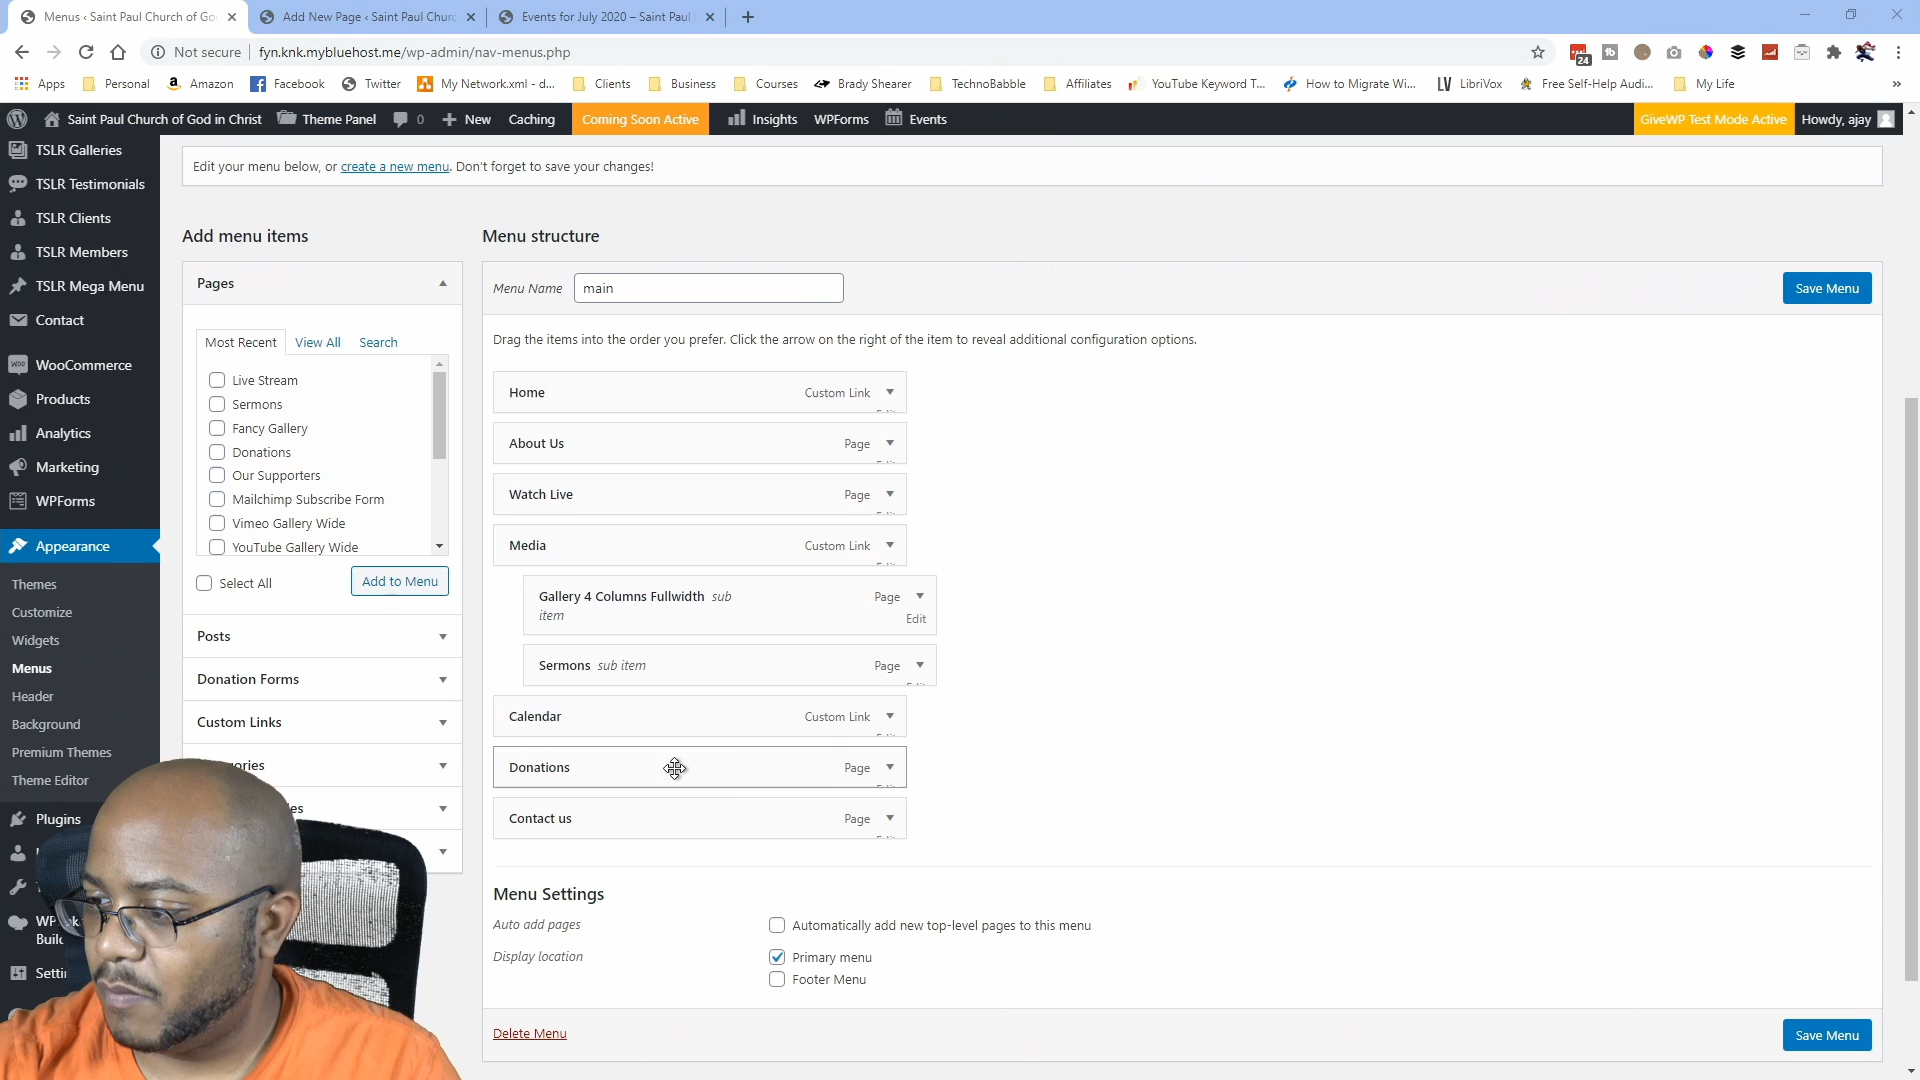 Menus ‹ Saint Paul Church of Go
Add New Page ‹ Saint Paul Churc
Events for July 2020 – Saint Paul
Not secure
fyn.knk.mybluehost.me/wp-admin/nav-menus.php
24
Apps
Personal
Amazon
Facebook
Twitter
My Network.xml - d...
Clients
Business
Courses
Brady Shearer
TechnoBabble
Affiliates
YouTube Keyword T...
How to Migrate Wi...
LibriVox
Free Self-Help Audi...
My Life
»
Saint Paul Church of God in Christ
Theme Panel
0
New
Caching
Coming Soon Active
Insights
WPForms
Events
GiveWP Test Mode Active
Howdy, ajay
TSLR Galleries
TSLR Testimonials
TSLR Clients
TSLR Members
TSLR Mega Menu
Contact
WooCommerce
Products
Analytics
Marketing
WPForms
Appearance
Themes
Customize
Widgets
Menus
Header
Background
Premium Themes
Theme Editor
Plugins
WP
Buil
Setti
Edit your menu below, or create a new menu. Don't forget to save your changes!
Add menu items
Pages
Most Recent
View All
Search
Live Stream
Sermons
Fancy Gallery
Donations
Our Supporters
Mailchimp Subscribe Form
Vimeo Gallery Wide
YouTube Gallery Wide
Select All
Add to Menu
Posts
Donation Forms
Custom Links
ories
es
Menu structure
Menu Name
main
Save Menu
Drag the items into the order you prefer. Click the arrow on the right of the item to reveal additional configuration options.
Home
Custom Link
About Us
Page
Watch Live
Page
Media
Custom Link
Gallery 4 Columns Fullwidth sub
item
Page
Edit
Sermons sub item
Page
Calendar
Custom Link
Donations
Page
Contact us
Page
Menu Settings
Auto add pages
Automatically add new top-level pages to this menu
Display location
Primary menu
Footer Menu
Delete Menu
Save Menu